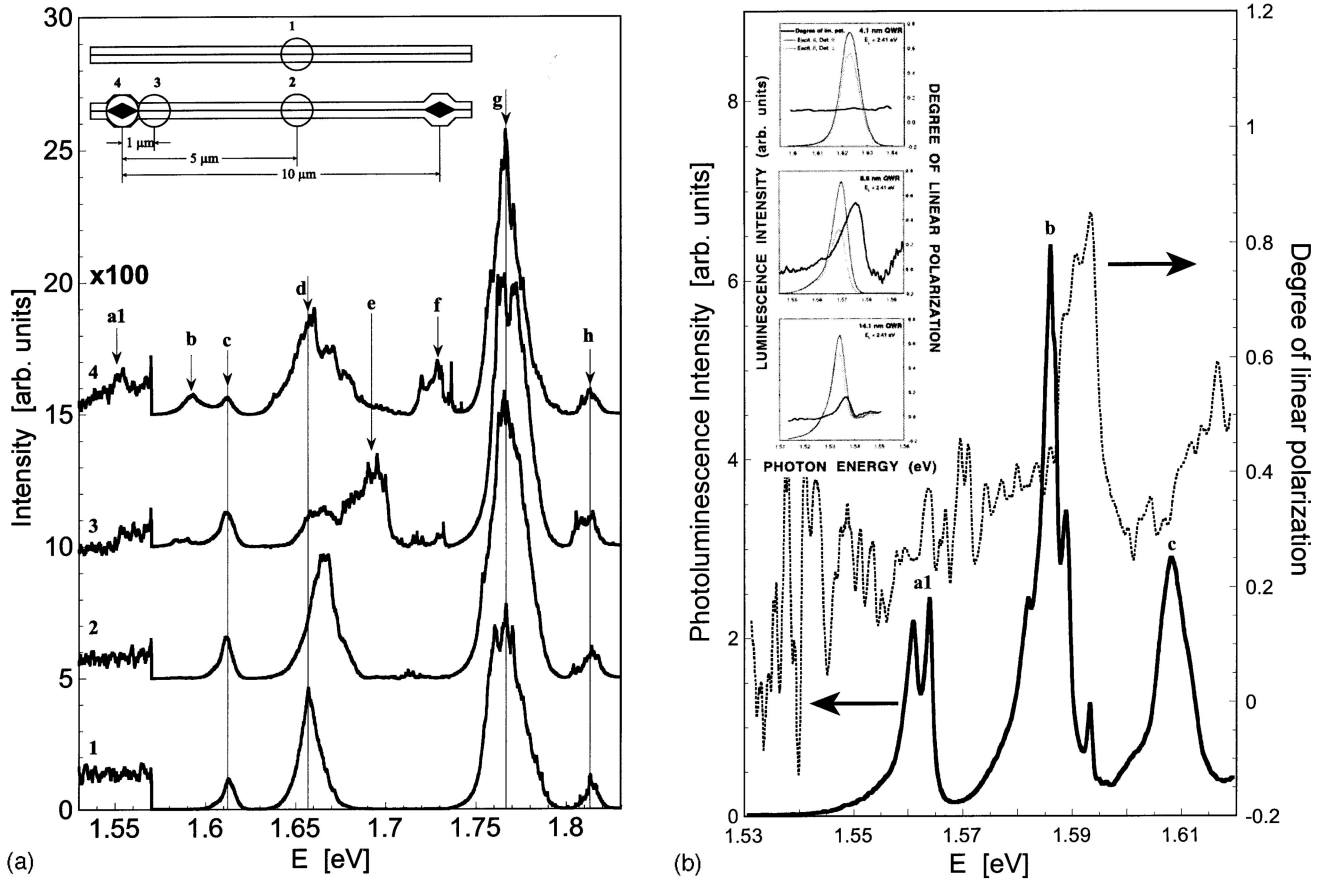 30
25
20
15
10
5
0
Intensity [arb. units]
1
4
3
2
1 µm
5 µm
10 µm
x100
a1
b
c
d
e
f
g
h
4
3
2
1
1.55
1.6
1.65
1.7
1.75
1.8
E [eV]
(a)
8
6
4
2
0
Photoluminescence Intensity [arb. units]
1.2
1
0.8
0.6
0.4
0.2
0
-0.2
Degree of linear polarization
LUMINESCENCE INTENSITY (arb. units)
DEGREE OF LINEAR POLARIZATION
4.1 nm QWR
14.1 nm QWR
PHOTON ENERGY (eV)
a1
b
c
1.53
1.55
1.57
1.59
1.61
E [eV]
(b)